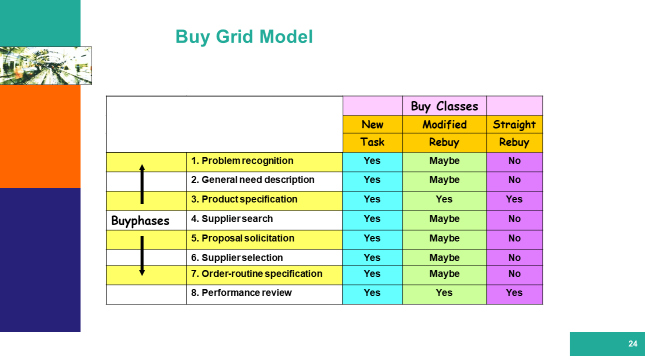 Buy Grid Model
Buy Classes
New Modified Straight
Task Rebuy Rebuy
1. Problem recognition Yes Maybe No
2. General need description Yes Maybe No
3. Product specification Yes Yes Yes
Buyphases 4. Supplier search Yes Maybe No
5. Proposal solicitation Yes Maybe No
6. Supplier selection Yes Maybe No
7. Order-routine specification Yes Maybe No
8. Performance review Yes Yes Yes
24